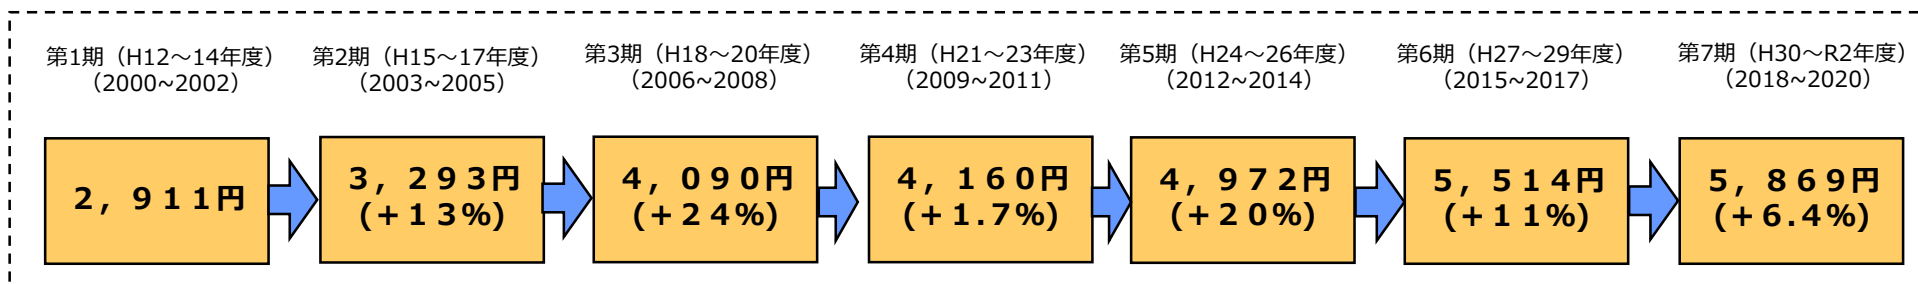 第1期（H12～14年度）
（2000~2002）
第2期（H15～17年度）
（2003~2005）
第3期（H18～20年度）
（2006~2008）
第4期（H21～23年度）
（2009~2011）
第5期（H24～26年度）
（2012~2014）
第6期（H27～29年度）
（2015~2017）
第7期（H30～R2年度）
（2018~2020）
２，９１１円
３，２９３円
(＋１３%)
４，０９０円
(＋２４%)
４，１６０円
(＋１.７%)
４，９７２円
(＋２０%)
５，５１４円
(＋１１%)
５，８６９円
(＋６.４%)